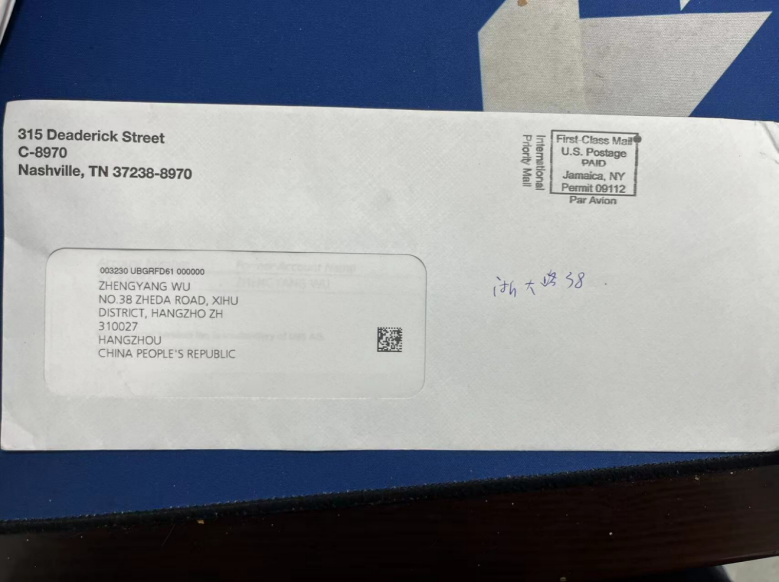 315 Deaderick Street
C-8970
Nashville, TN 37238-8970
International
Priority Mail
First-Class Mail
U.S. Postage
PAID
Jamaica, NY
Permit 09112
Par Avion
003230 UBGRFD61 000000
ZHENGYANG WU
NO.38 ZHEDA ROAD, XIHU
DISTRICT, HANGZHO ZH
310027
HANGZHOU
CHINA PEOPLE'S REPUBLIC
浙大路38